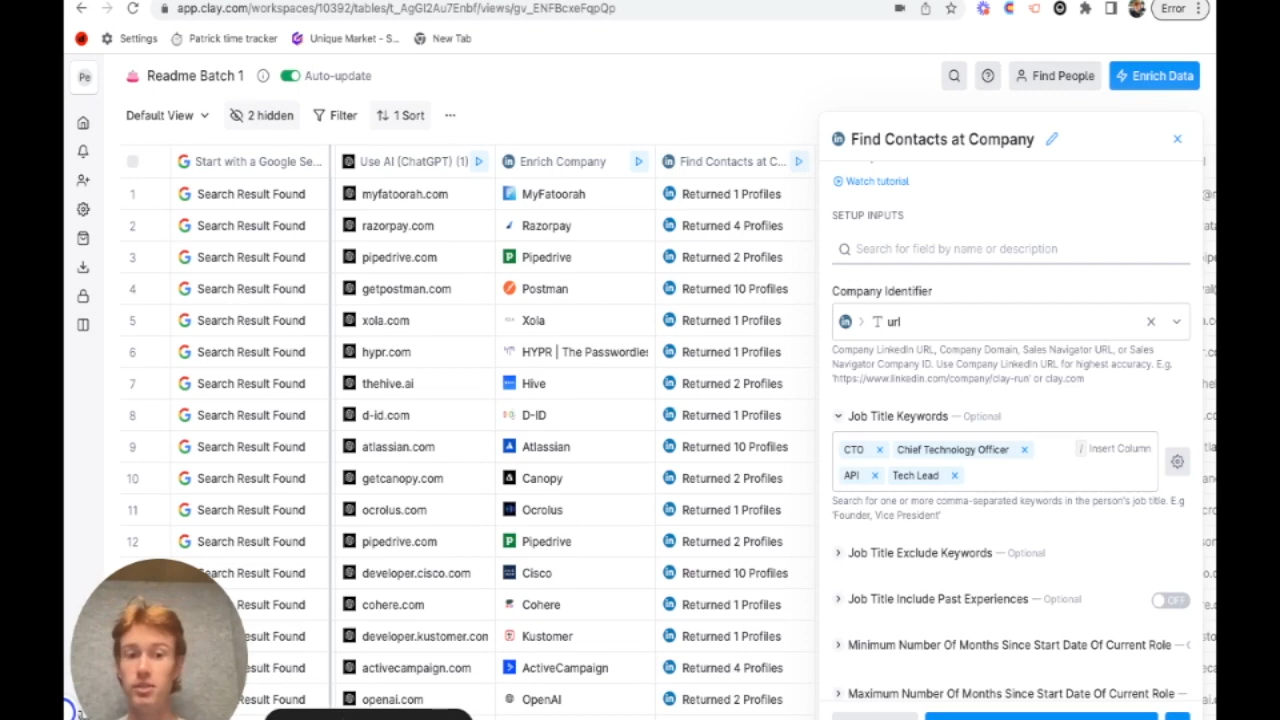 app.clay.com/workspaces/10392/tables/t_AgGI2Au7Enbf/views/gv_ENFBcxeFqpQp
Error
Settings
Patrick time tracker
Unique Market - S...
New Tab
Pe
Readme Batch 1
Auto-update
Find People
Enrich Data
Default View
2 hidden
Filter
1 Sort
Start with a Google Se...
Use AI (ChatGPT) (1)
Enrich Company
Find Contacts at C...
1 Search Result Found myfatoorah.com MyFatoorah Returned 1 Profiles
2 Search Result Found razorpay.com Razorpay Returned 4 Profiles
3 Search Result Found pipedrive.com Pipedrive Returned 2 Profiles
4 Search Result Found getpostman.com Postman Returned 10 Profiles
5 Search Result Found xola.com Xola Returned 1 Profiles
6 Search Result Found hypr.com HYPR | The Passwordles Returned 1 Profiles
7 Search Result Found thehive.ai Hive Returned 2 Profiles
8 Search Result Found d-id.com D-ID Returned 1 Profiles
9 Search Result Found atlassian.com Atlassian Returned 10 Profiles
10 Search Result Found getcanopy.com Canopy Returned 2 Profiles
11 Search Result Found ocrolus.com Ocrolus Returned 1 Profiles
12 Search Result Found pipedrive.com Pipedrive Returned 2 Profiles
earch Result Found developer.cisco.com Cisco Returned 10 Profiles
Result Found cohere.com Cohere Returned 1 Profiles
Result Found developer.kustomer.con Kustomer Returned 1 Profiles
Result Found activecampaign.com ActiveCampaign Returned 4 Profiles
Result Found openai.com OpenAI Returned 2 Profiles
Find Contacts at Company
Watch tutorial
SETUP INPUTS
Search for field by name or description
Company Identifier
url
Company LinkedIn URL, Company Domain, Sales Navigator URL, or Sales
Navigator Company ID. Use Company LinkedIn URL for highest accuracy. E.g.
'https://www.linkedin.com/company/clay-run' or clay.com
Job Title Keywords — Optional
CTO
Chief Technology Officer
/ Insert Column
API
Tech Lead
Search for one or more comma-separated keywords in the person's job title. E.g
'Founder, Vice President'
Job Title Exclude Keywords — Optional
Job Title Include Past Experiences — Optional
OFF
Minimum Number Of Months Since Start Date Of Current Role —
Maximum Number Of Months Since Start Date Of Current Role —